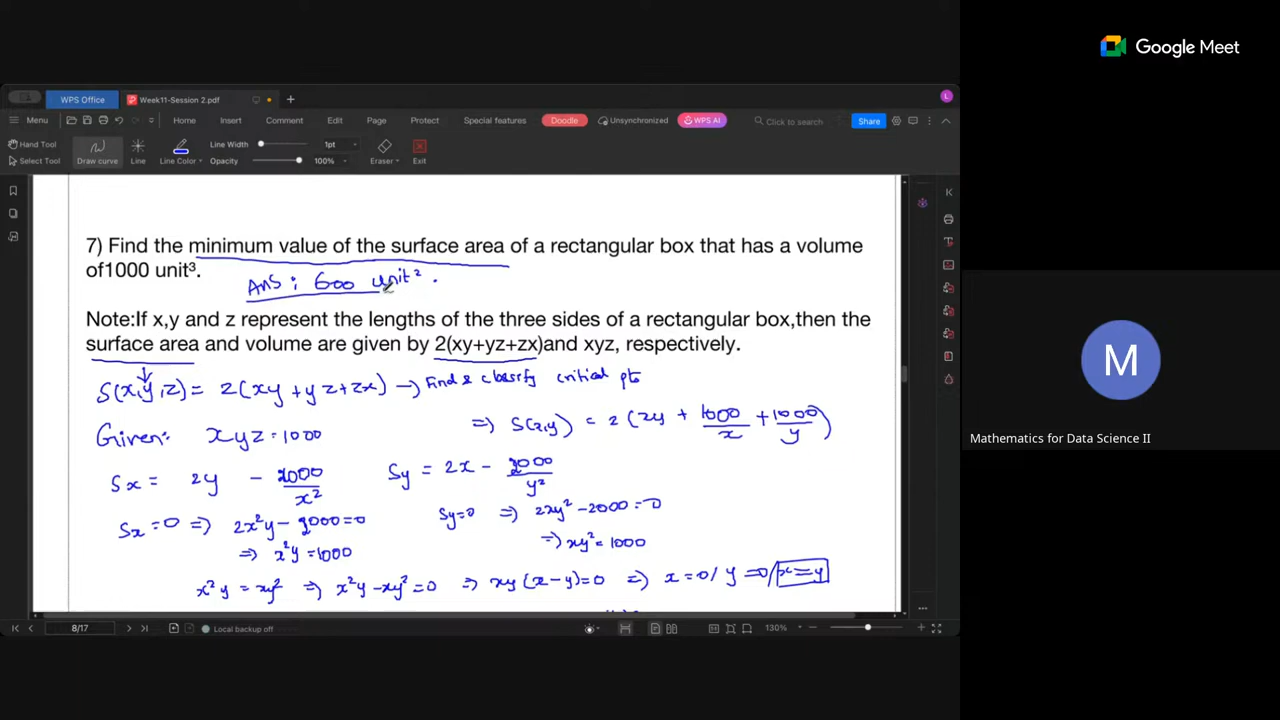 Google Meet
WPS Office
Week11-Session 2.pdf
L
Menu
Home
Insert
Comment
Edit
Page
Protect
Special features
Doodle
Unsynchronized
WPS AI
Click to search
Share
Hand Tool
Select Tool
Draw curve
Line
Line Color
Line Width
1pt
Opacity
100%
Eraser
Exit
7) Find the minimum value of the surface area of a rectangular box that has a volume
of1000 unit³.
Ans : 600 unit².
Note:If x,y and z represent the lengths of the three sides of a rectangular box,then the
surface area and volume are given by 2(xy+yz+zx)and xyz, respectively.
S(x,y,z) = 2(xy+yz+zx) → Find & classify critical pts
Given: xyz=1000
⇒ S(x,y) = 2(xy + 1000/x + 1000/y)
Sx = 2y - 2000/x²
Sy = 2x - 2000/y²
Sx=0 ⇒ 2x²y-2000=0
Sy=0 ⇒ 2xy²-2000=0
⇒ x²y=1000
⇒ xy²=1000
x²y = xy² ⇒ x²y-xy²=0 ⇒ xy(x-y)=0 ⇒ x=0/ y=0/ x=y
8/17
Local backup off
130%
M
Mathematics for Data Science II